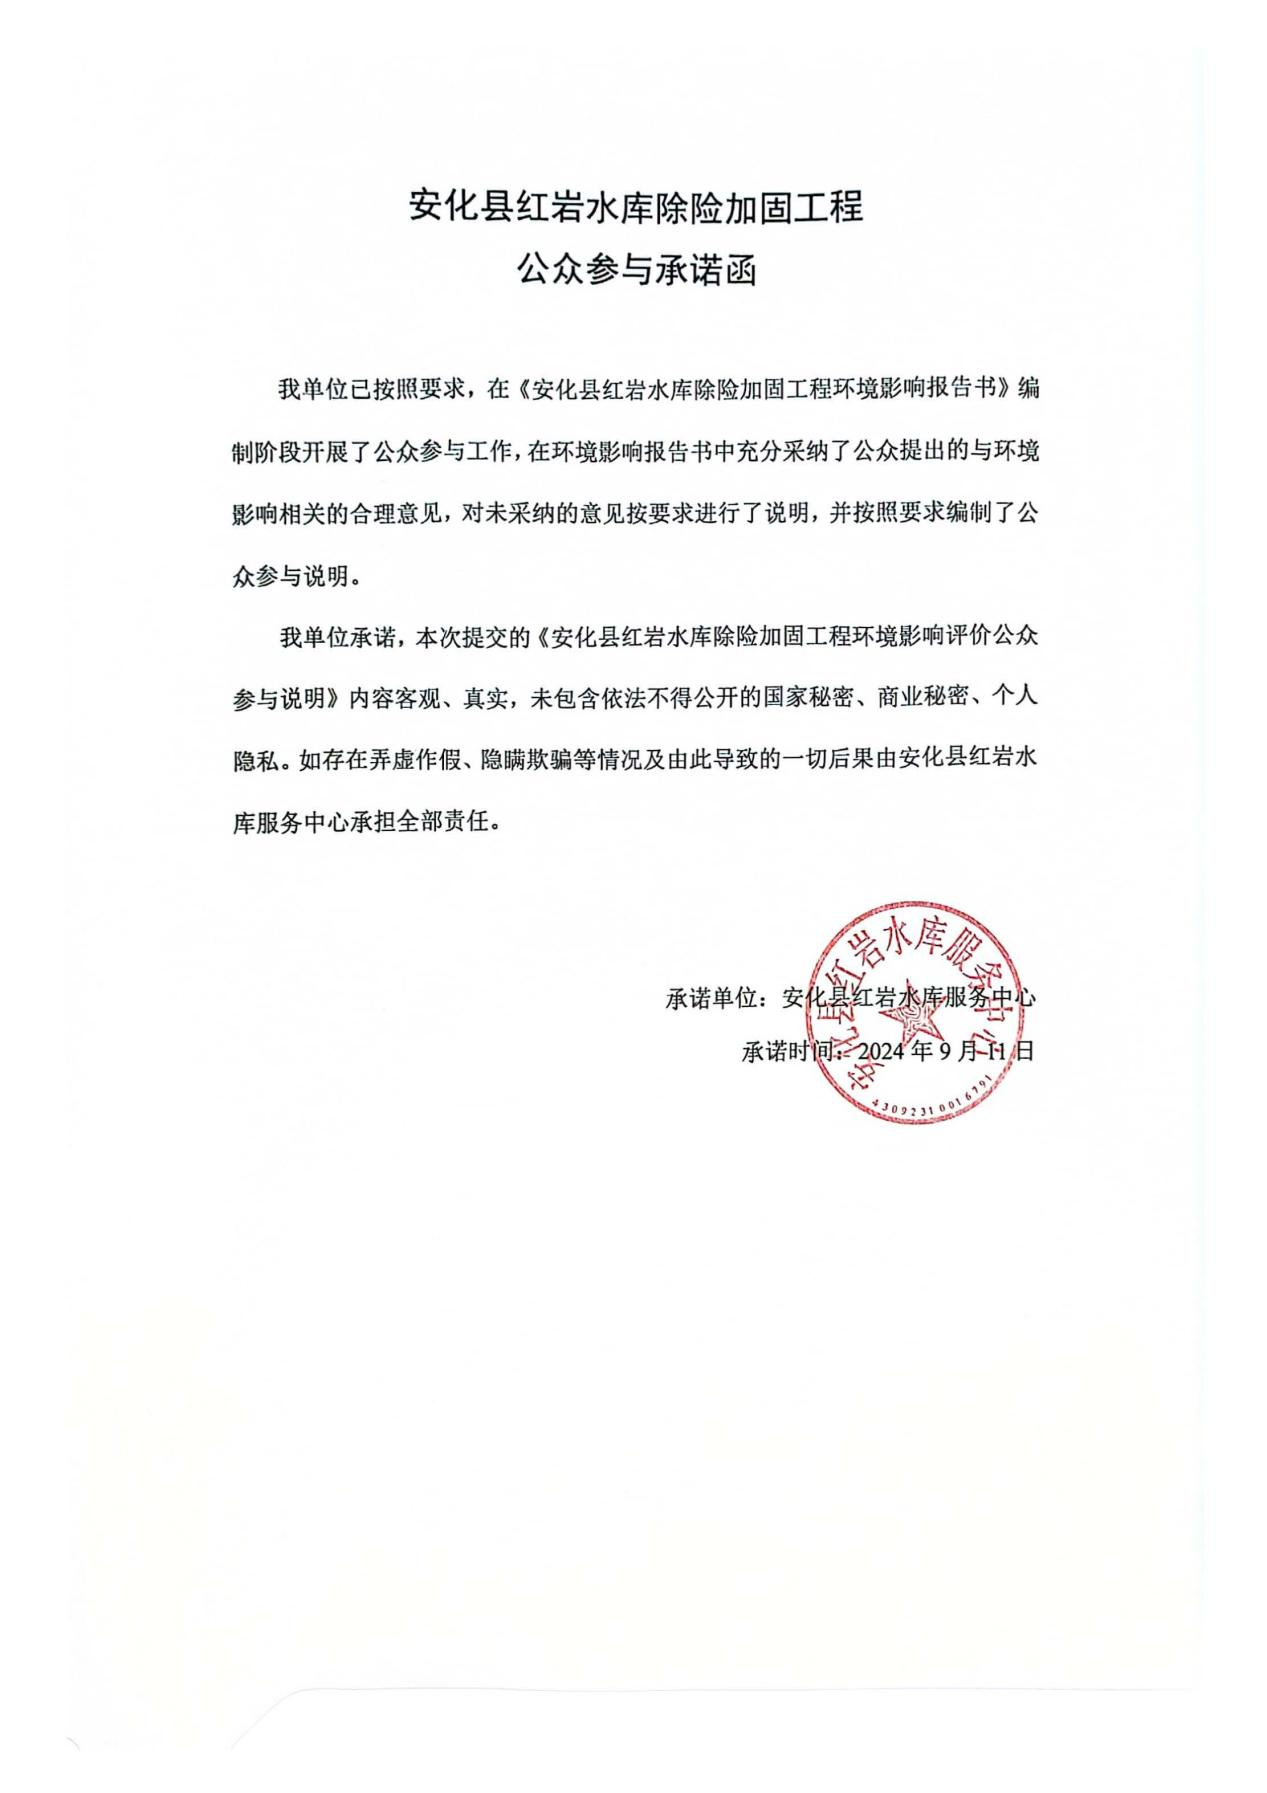 安化县红岩水库除险加固工程
公众参与承诺函
我单位已按照要求，在《安化县红岩水库除险加固工程环境影响报告书》编
制阶段开展了公众参与工作，在环境影响报告书中充分采纳了公众提出的与环境
影响相关的合理意见，对未采纳的意见按要求进行了说明，并按照要求编制了公
众参与说明。
我单位承诺，本次提交的《安化县红岩水库除险加固工程环境影响评价公众
参与说明》内容客观、真实，未包含依法不得公开的国家秘密、商业秘密、个人
隐私。如存在弄虚作假、隐瞒欺骗等情况及由此导致的一切后果由安化县红岩水
库服务中心承担全部责任。
承诺单位：安化县红岩水库服务中心
承诺时间：2024 年 9 月 11 日
安化县红岩水库服务中心
43092310016791